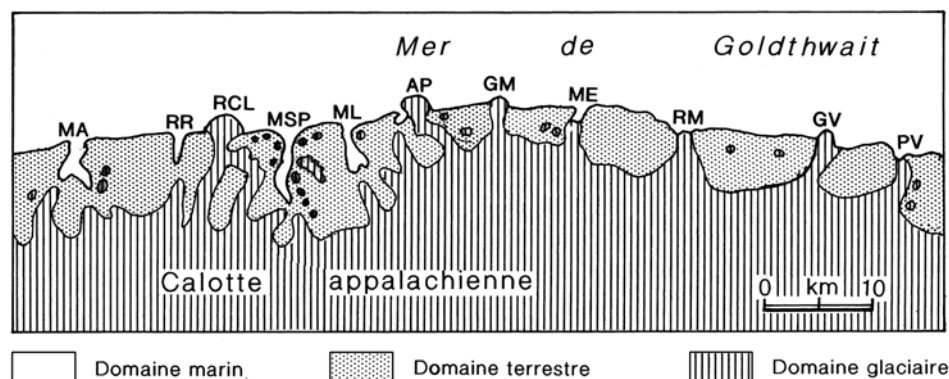 Mer de Goldthwait
MA RR RCL MSP ML AP GM ME RM GV PV
Calotte appalachienne
0 km 10
Domaine marin Domaine terrestre Domaine glaciaire